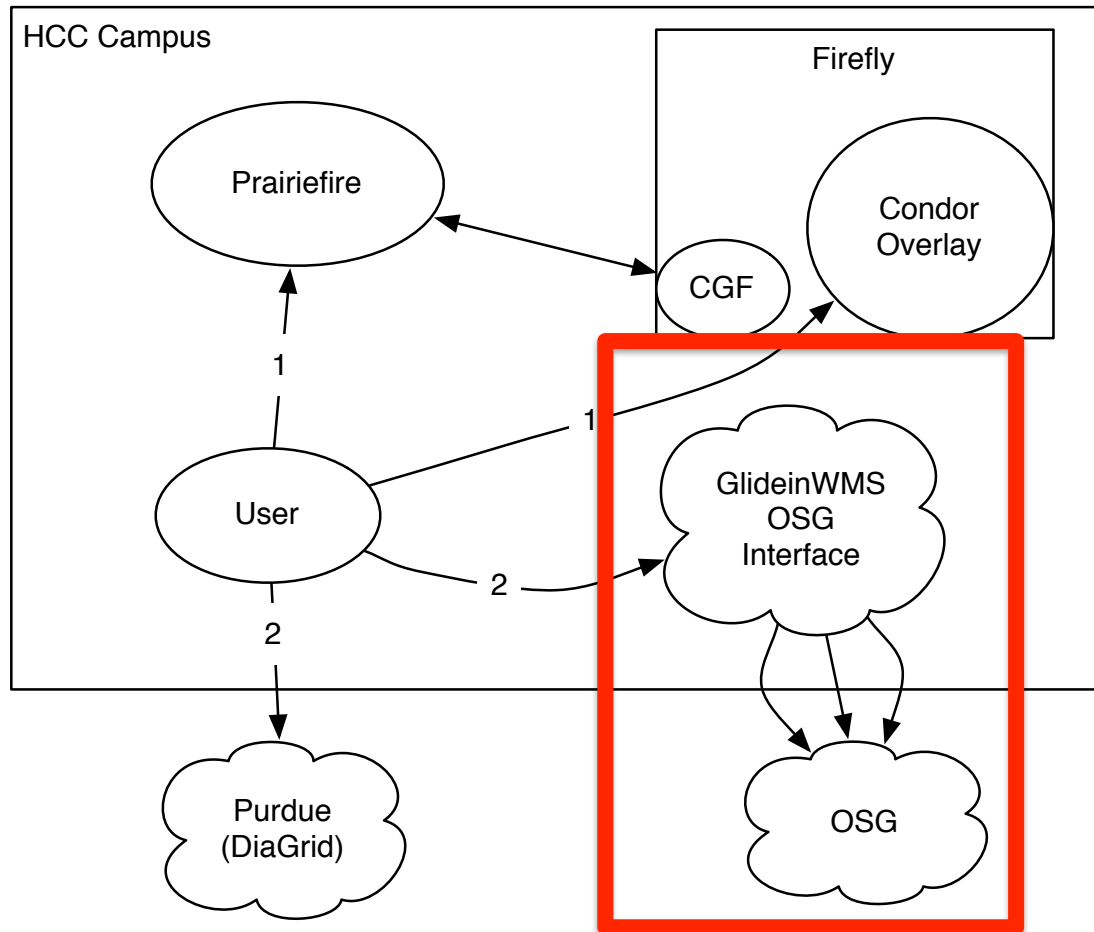 HCC Campus
Firefly
Prairiefire
Condor
Overlay
CGF
1
1
GlideinWMS
OSG
Interface
User
2
2
Purdue
(DiaGrid)
OSG